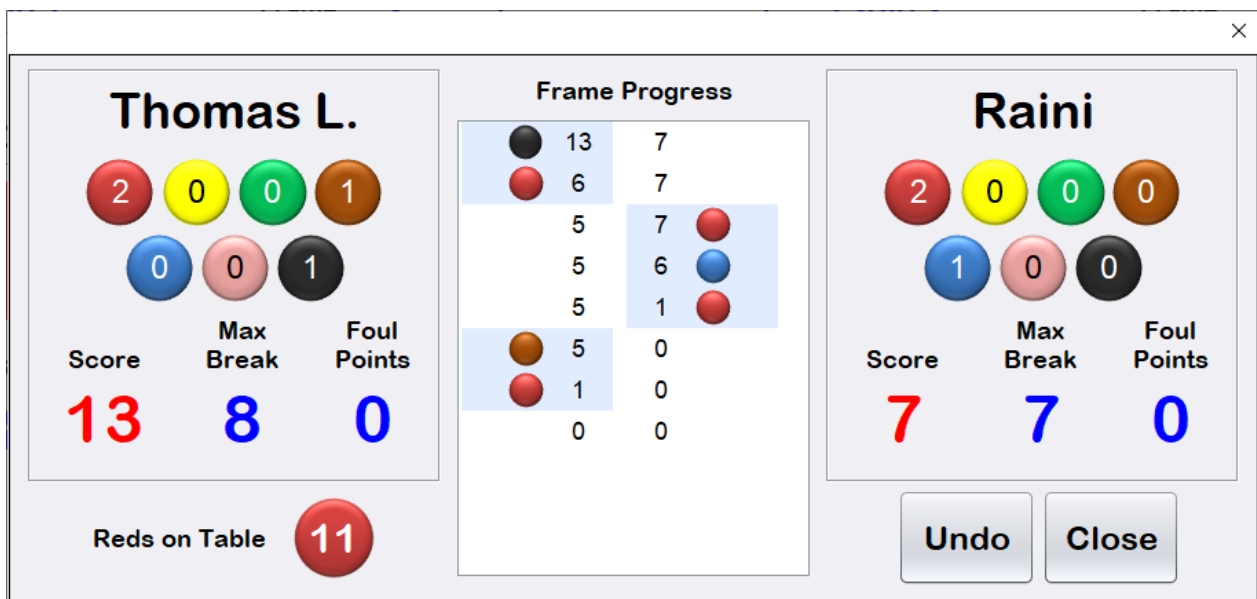 Thomas L.
2 0 0 1
0 0 1
Score Max Break Foul Points
13 8 0
Reds on Table 11
Frame Progress
13 7
6 7
5 7
5 6
5 1
5 0
1 0
0 0
Raini
2 0 0 0
1 0 0
Score Max Break Foul Points
7 7 0
Undo Close